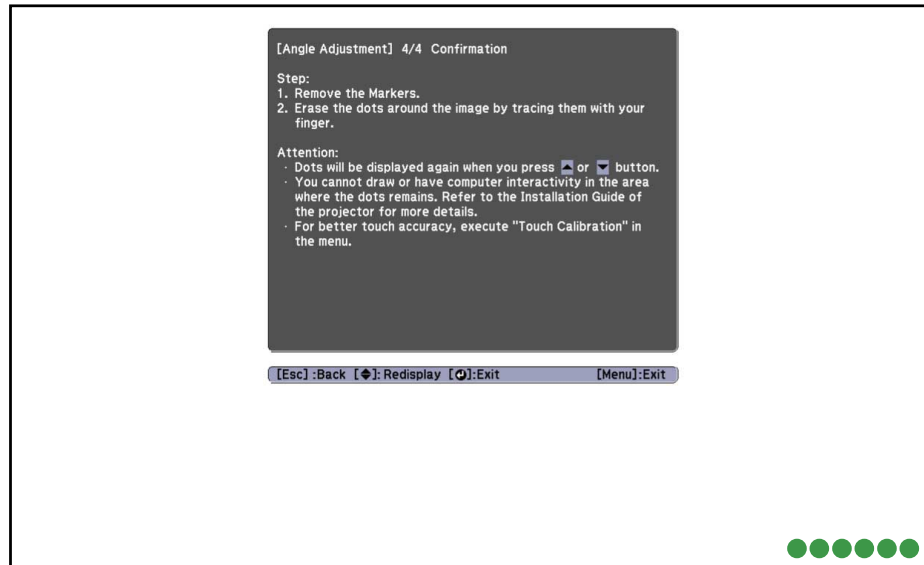 [Angle Adjustment] 4/4 Confirmation
Step:
1. Remove the Markers.
2. Erase the dots around the image by tracing them with your
finger.
Attention:
· Dots will be displayed again when you press ▲ or ▼ button.
· You cannot draw or have computer interactivity in the area
where the dots remains. Refer to the Installation Guide of
the projector for more details.
· For better touch accuracy, execute "Touch Calibration" in
the menu.
[Esc] :Back [◆]: Redisplay [⏎]:Exit [Menu]:Exit